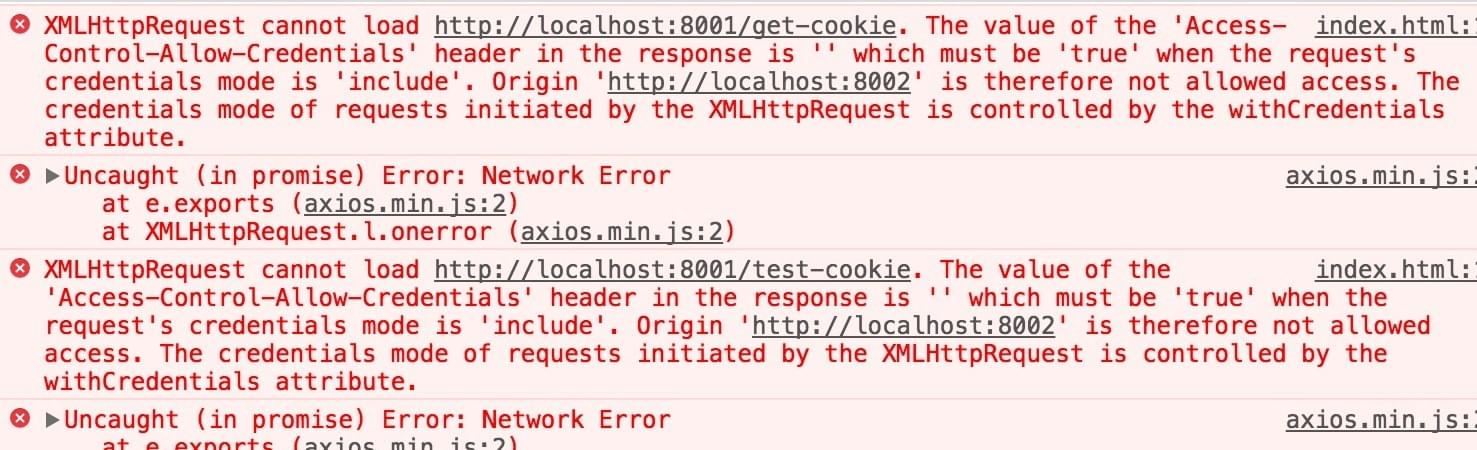 XMLHttpRequest cannot load http://localhost:8001/get-cookie. The value of the 'Access- index.html:
Control-Allow-Credentials' header in the response is '' which must be 'true' when the request's
credentials mode is 'include'. Origin 'http://localhost:8002' is therefore not allowed access. The
credentials mode of requests initiated by the XMLHttpRequest is controlled by the withCredentials
attribute.
▶Uncaught (in promise) Error: Network Error axios.min.js:
at e.exports (axios.min.js:2)
at XMLHttpRequest.l.onerror (axios.min.js:2)
XMLHttpRequest cannot load http://localhost:8001/test-cookie. The value of the index.html:
'Access-Control-Allow-Credentials' header in the response is '' which must be 'true' when the
request's credentials mode is 'include'. Origin 'http://localhost:8002' is therefore not allowed
access. The credentials mode of requests initiated by the XMLHttpRequest is controlled by the
withCredentials attribute.
▶Uncaught (in promise) Error: Network Error axios.min.js:
at e.exports (axios.min.js:2)